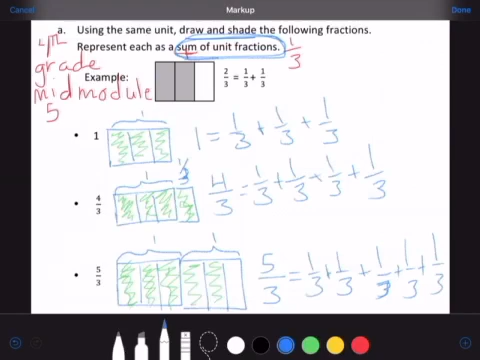 Markup
Done
a. Using the same unit, draw and shade the following fractions.
Represent each as a sum of unit fractions. 1/3
4th grade mid module 5
Example: 2/3 = 1/3 + 1/3
1
• 1 1 = 1/3 + 1/3 + 1/3
1 1/3
• 4/3 4/3 = 1/3 + 1/3 + 1/3 + 1/3
1 1
• 5/3 5/3 = 1/3 + 1/3 + 1/3 + 1/3 + 1/3